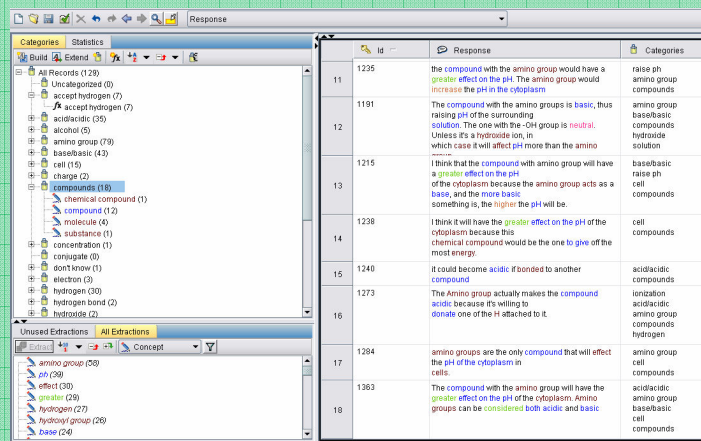 Response
Categories Statistics
Build Extend
All Records (129)
Uncategorized (0)
accept hydrogen (7)
fx accept hydrogen (7)
acid/acidic (35)
alcohol (5)
amino group (79)
base/basic (43)
cell (15)
charge (2)
compounds (18)
chemical compound (1)
compound (12)
molecule (4)
substance (1)
concentration (1)
conjugate (0)
don't know (1)
electron (3)
hydrogen (30)
hydrogen bond (2)
hydroxide (2)
Unused Extractions All Extractions
Extract Concept
amino group (58)
ph (39)
effect (30)
greater (29)
hydrogen (27)
hydroxyl group (26)
base (24)
Id Response Categories
11 1235 the compound with the amino group would have a raise ph
greater effect on the pH. The amino group would amino group
increase the pH in the cytoplasm compounds
12 1191 The compound with the amino groups is basic, thus amino group
raising pH of the surrounding base/basic
solution. The one with the -OH group is neutral. compounds
Unless it's a hydroxide ion, in hydroxide
which case it will affect pH more than the amino solution
13 1215 I think that the compound with amino group will have base/basic
a greater effect on the pH raise ph
of the cytoplasm because the amino group acts as a cell
base, and the more basic compounds
something is, the higher the pH will be.
14 1238 I think it will have the greater effect on the pH of the cell
cytoplasm because this compounds
chemical compound would be the one to give off the
most energy.
15 1240 it could become acidic if bonded to another acid/acidic
compound compounds
16 1273 The Amino group actually makes the compound ionization
acidic because it's willing to acid/acidic
donate one of the H attached to it. amino group
compounds
hydrogen
17 1284 amino groups are the only compound that will effect amino group
the pH of the cytoplasm in cell
cells. compounds
18 1363 The compound with the amino group will have the acid/acidic
greater effect on the pH of the cytoplasm. Amino amino group
groups can be considered both acidic and basic base/basic
cell
compounds